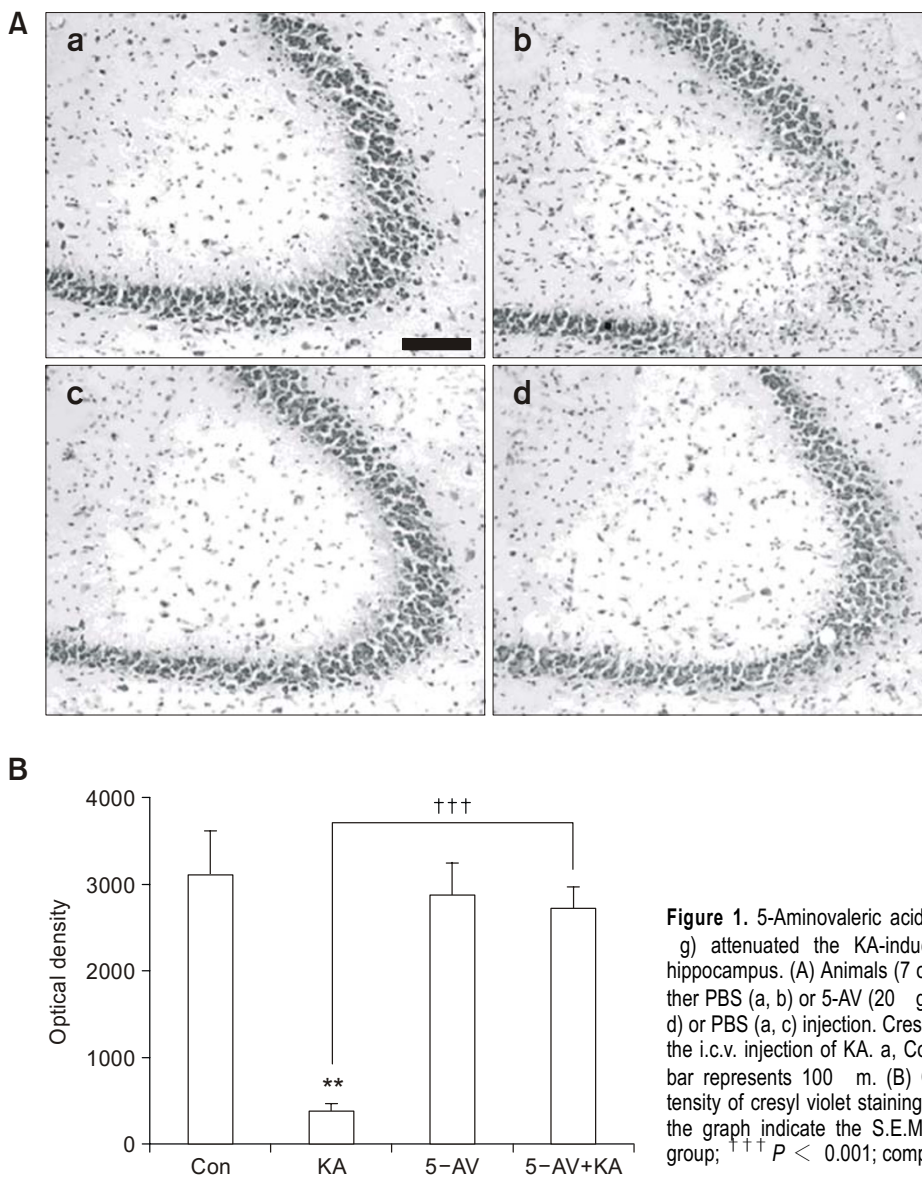 A
a
b
c
d
B
4000
3000
2000
1000
0
Optical density
†††
**
Con
KA
5-AV
5-AV+KA
Figure 1. 5-Aminovaleric acid
g) attenuated the KA-indu
hippocampus. (A) Animals (7
ther PBS (a, b) or 5-AV (20 g
d) or PBS (a, c) injection. Cres
the i.c.v. injection of KA. a, Co
bar represents 100 m. (B)
tensity of cresyl violet staining
the graph indicate the S.E.M
group; ††† P < 0.001; comp